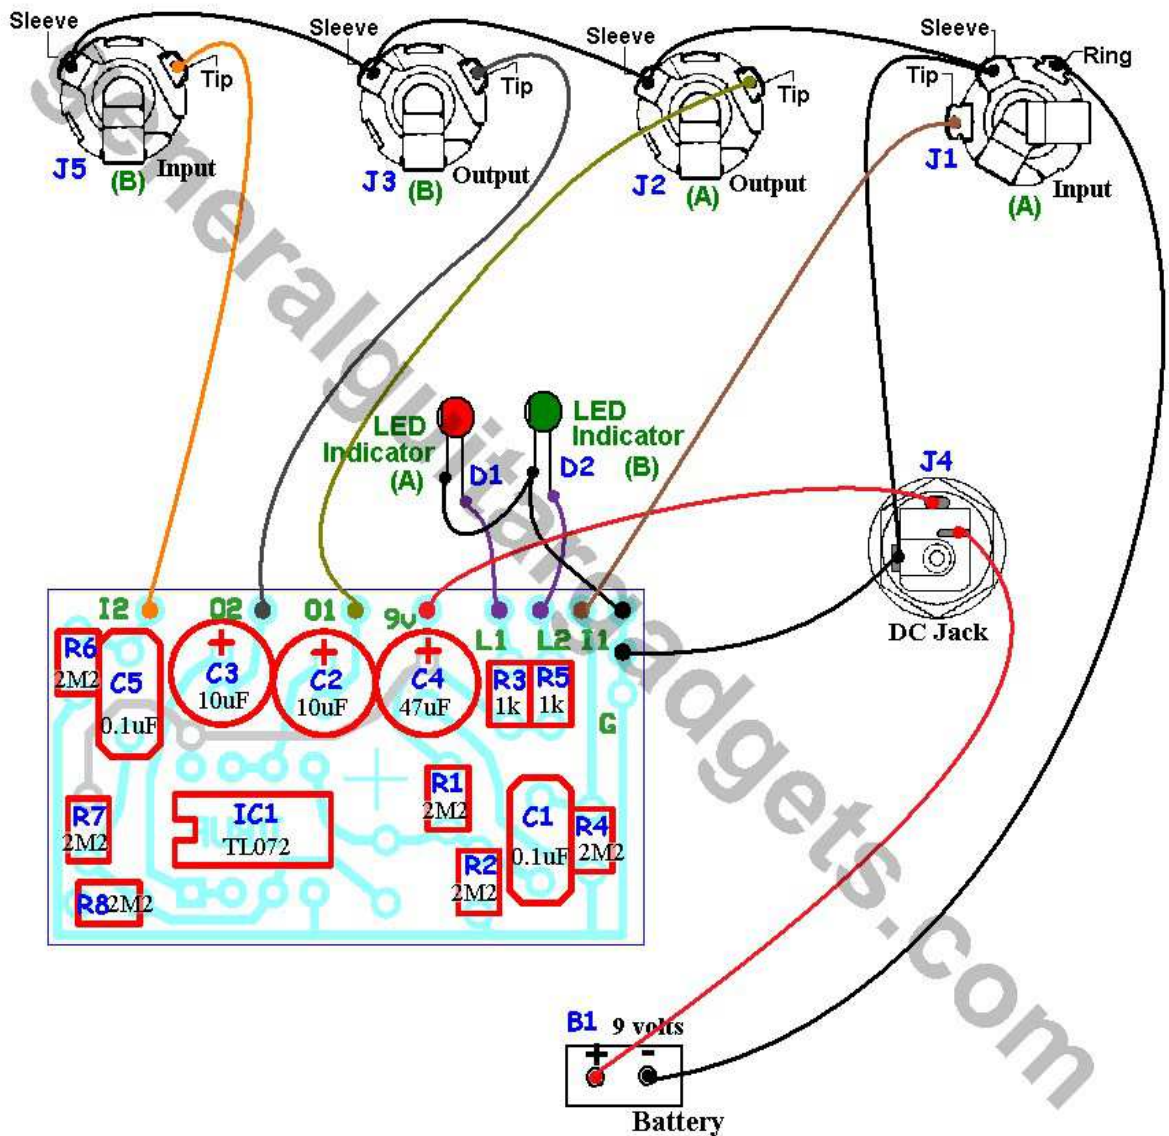 Sleeve
Tip
J5
(B)
Input
Sleeve
Tip
J3
(B)
Output
Sleeve
Tip
J2
(A)
Output
Sleeve
Ring
Tip
J1
(A)
Input
generalguitargadgets.com
LED
Indicator
(A)
D1
LED
Indicator
(B)
D2
J4
DC Jack
I2
O2
O1
9v
L1
L2
I1
G
R6
2M2
C5
0.1uF
C3
10uF
C2
10uF
C4
47uF
R3
1k
R5
1k
R7
2M2
IC1
TL072
R1
2M2
C1
0.1uF
R4
2M2
R2
2M2
R8
2M2
+
+
+
B1
9 volts
+
-
Battery